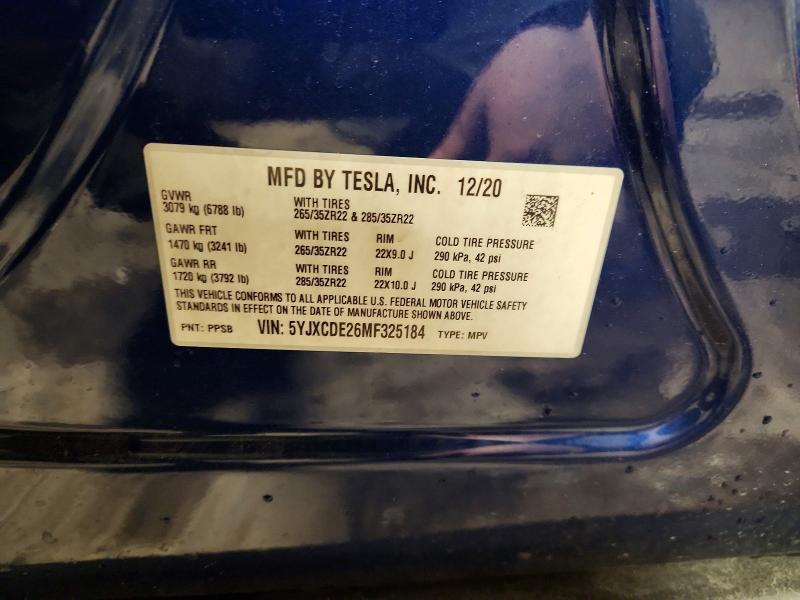 MFD BY TESLA, INC. 12/20
GVWR
3079 kg (6788 lb)
WITH TIRES
265/35ZR22 & 285/35ZR22
GAWR FRT
1470 kg (3241 lb)
WITH TIRES
265/35ZR22
RIM
22X9.0 J
COLD TIRE PRESSURE
290 kPa, 42 psi
GAWR RR
1720 kg (3792 lb)
WITH TIRES
285/35ZR22
RIM
22X10.0 J
COLD TIRE PRESSURE
290 kPa, 42 psi
THIS VEHICLE CONFORMS TO ALL APPLICABLE U.S. FEDERAL MOTOR VEHICLE SAFETY
STANDARDS IN EFFECT ON THE DATE OF MANUFACTURE SHOWN ABOVE.
PNT: PPSB VIN: 5YJXCDE26MF325184 TYPE: MPV